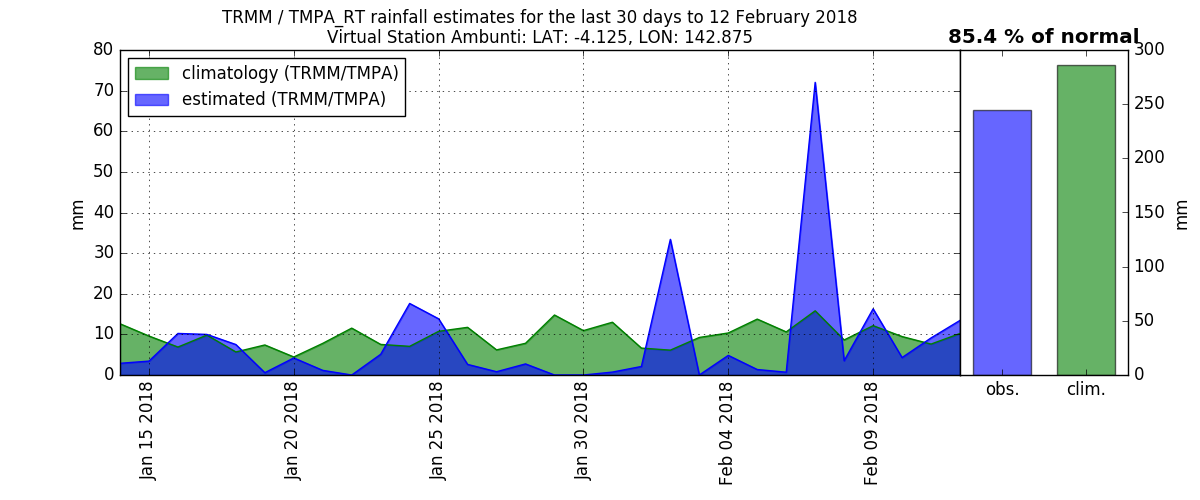 TRMM / TMPA_RT rainfall estimates for the last 30 days to 12 February 2018
Virtual Station Ambunti: LAT: -4.125, LON: 142.875
85.4 % of normal
climatology (TRMM/TMPA)
estimated (TRMM/TMPA)
80
70
60
50
40
30
20
10
0
mm
300
250
200
150
100
50
0
mm
Jan 15 2018
Jan 20 2018
Jan 25 2018
Jan 30 2018
Feb 04 2018
Feb 09 2018
obs.
clim.